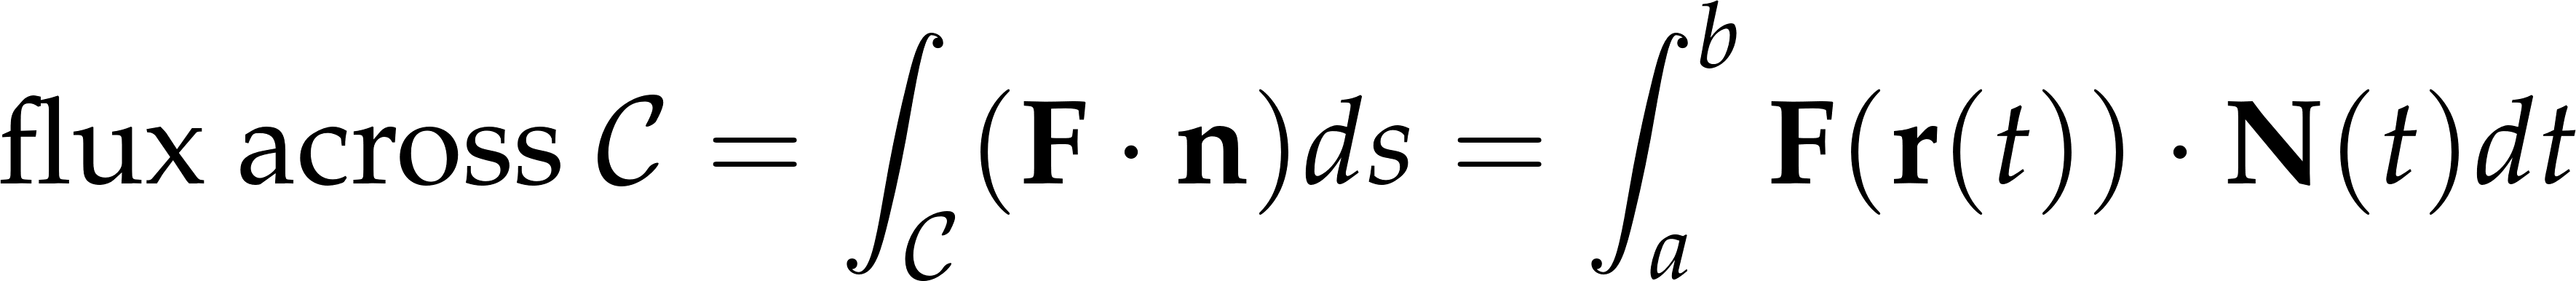 flux across 𝒞 = ∫_𝒞 (𝐅 · 𝐧)ds = ∫_a^b 𝐅(𝐫(t)) · 𝐍(t)dt